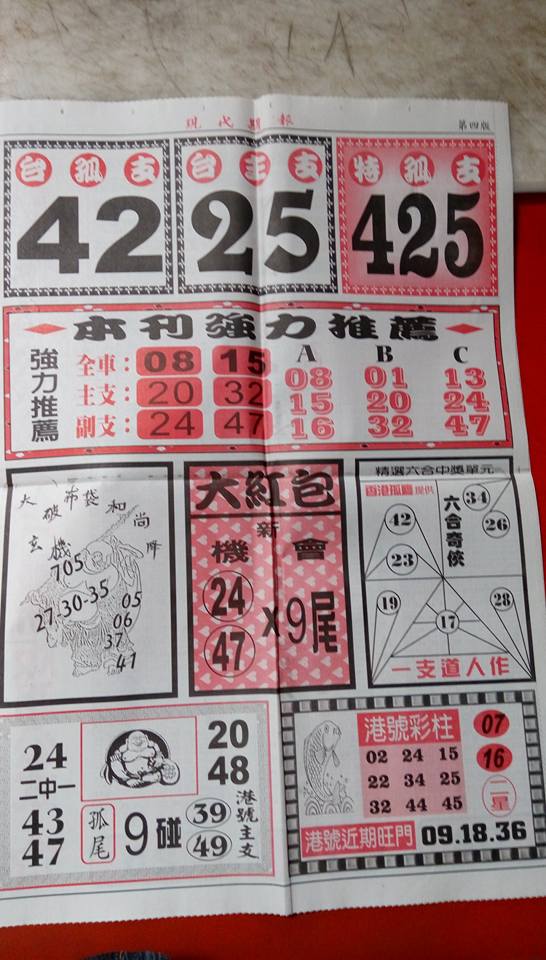 現代期報
第四版
台孤支
42
台主支
25
特孤支
425
本刊強力推薦
強力推薦
全車：08 15
主支：20 32
副支：24 47
A B C
08 01 13
15 20 24
16 32 47
大破布袋和尚
玄機
降
705
27-30-35
05
06
37
41
大紅包
新
機會
24
47
x9尾
精選六合中獎單元
香港孤鷹提供
六合奇俠
34
42
26
23
19
28
17
一支道人作
24
二中一
43
47
孤尾
9碰
20
48
39
49
港號主支
港號彩柱
02 24 15
22 34 25
32 44 45
07
16
二星
港號近期旺門 09.18.36